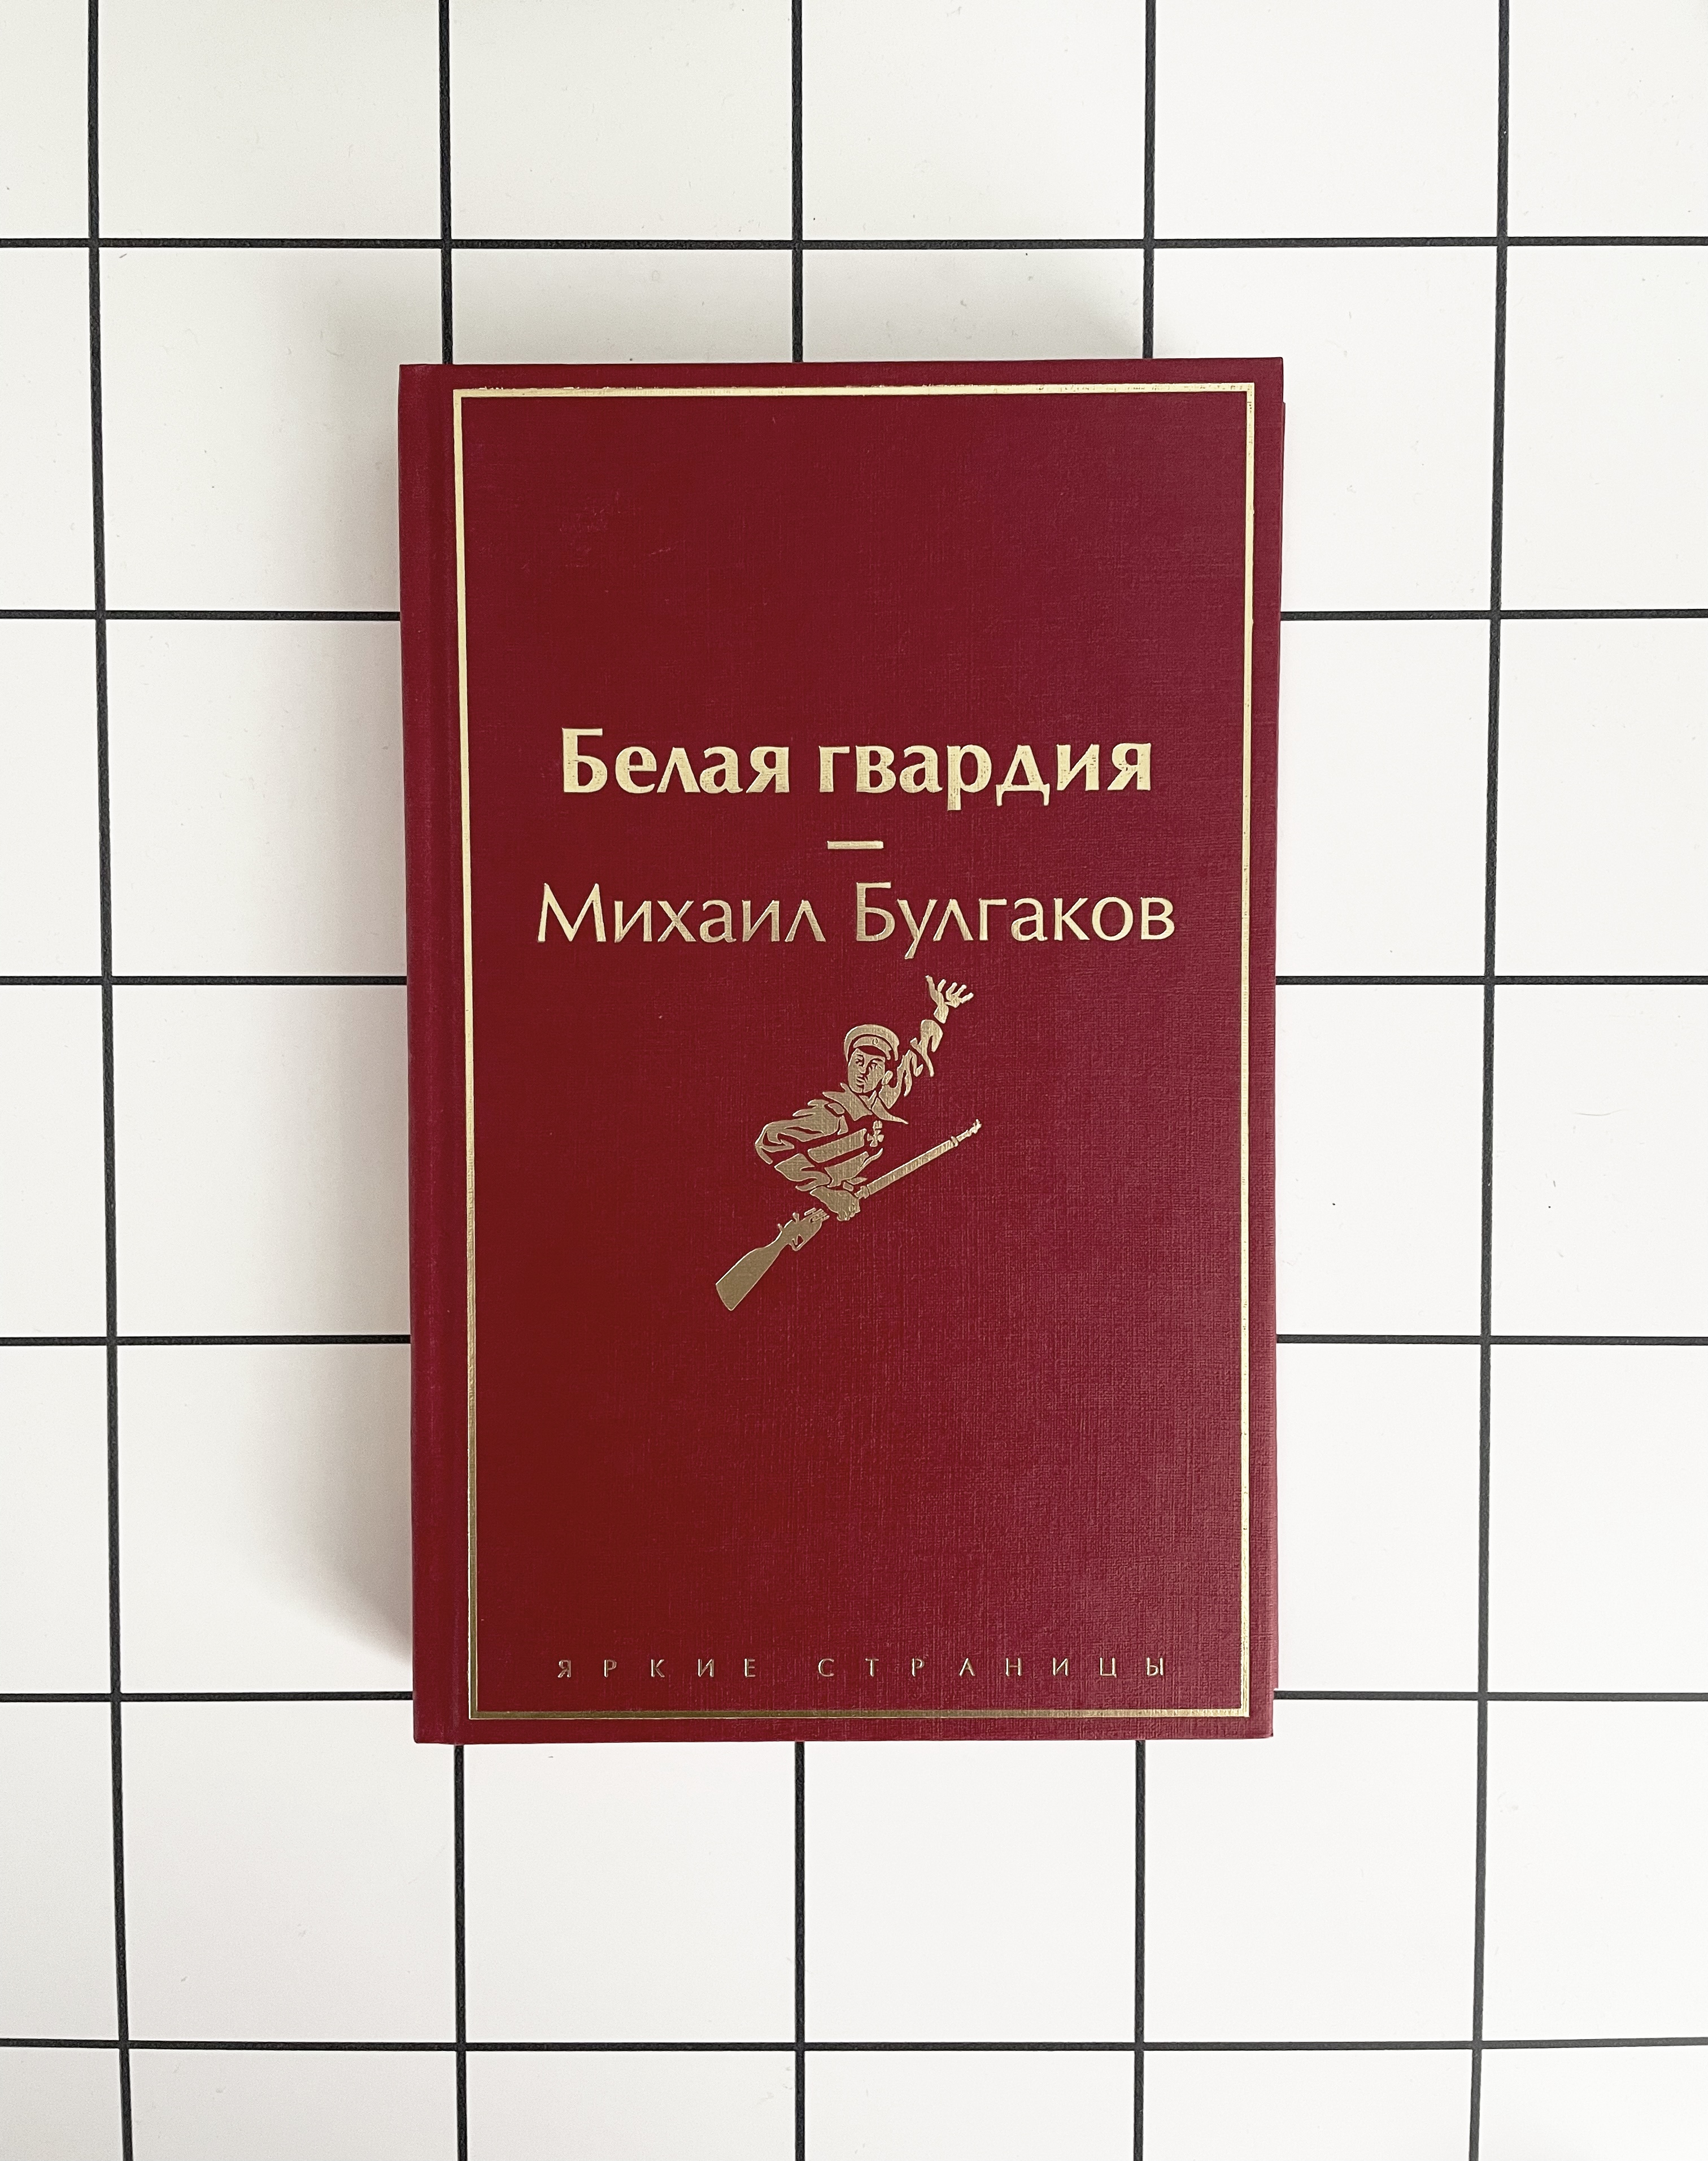 Белая гвардия
Михаил Булгаков
ЯРКИЕ СТРАНИЦЫ